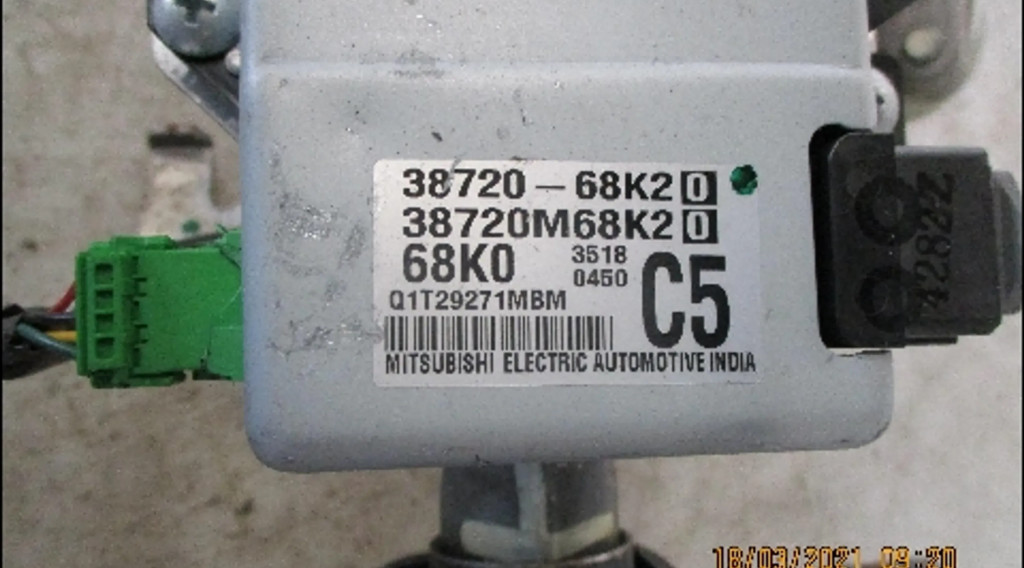 38720-68K20
38720M68K20
68K0 3518
0450
C5
Q1T29271MBM
MITSUBISHI ELECTRIC AUTOMOTIVE INDIA
42822
18/03/2021 09:20